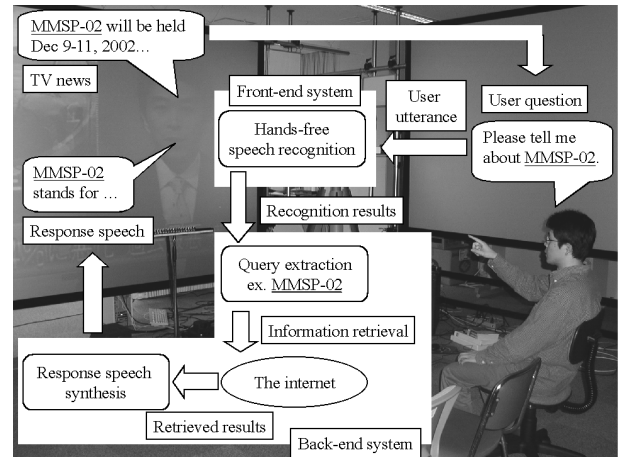 MMSP-02 will be held
Dec 9-11, 2002...
TV news
Front-end system
User
utterance
User question
Hands-free
speech recognition
Please tell me
about MMSP-02.
MMSP-02
stands for ...
Response speech
Recognition results
Query extraction
ex. MMSP-02
Information retrieval
Response speech
synthesis
The internet
Retrieved results
Back-end system